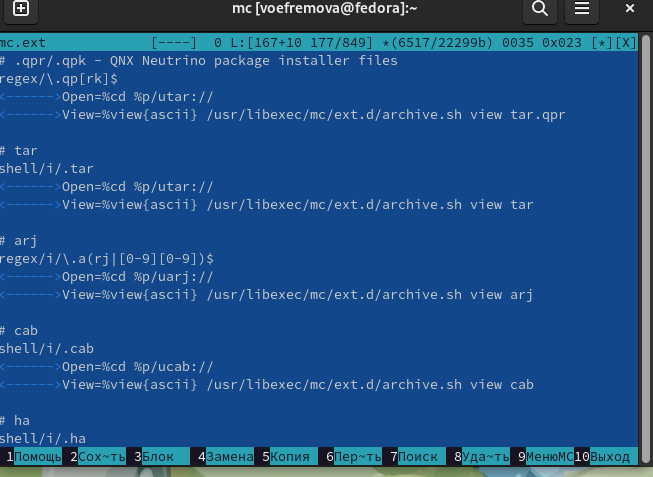 mc [voefremova@fedora]:~
mc.ext [----] 0 L:[167+10 177/849] *(6517/22299b) 0035 0x023 [*][X]
# .qpr/.qpk - QNX Neutrino package installer files
regex/\.qp[rk]$
<------>Open=%cd %p/utar://
<------>View=%view{ascii} /usr/libexec/mc/ext.d/archive.sh view tar.qpr
# tar
shell/i/.tar
<------>Open=%cd %p/utar://
<------>View=%view{ascii} /usr/libexec/mc/ext.d/archive.sh view tar
# arj
regex/i/\.a(rj|[0-9][0-9])$
<------>Open=%cd %p/uarj://
<------>View=%view{ascii} /usr/libexec/mc/ext.d/archive.sh view arj
# cab
shell/i/.cab
<------>Open=%cd %p/ucab://
<------>View=%view{ascii} /usr/libexec/mc/ext.d/archive.sh view cab
# ha
shell/i/.ha
1Помощь 2Сох~ть 3Блок 4Замена 5Копия 6Пер~ть 7Поиск 8Уда~ть 9МенюMC 10Выход